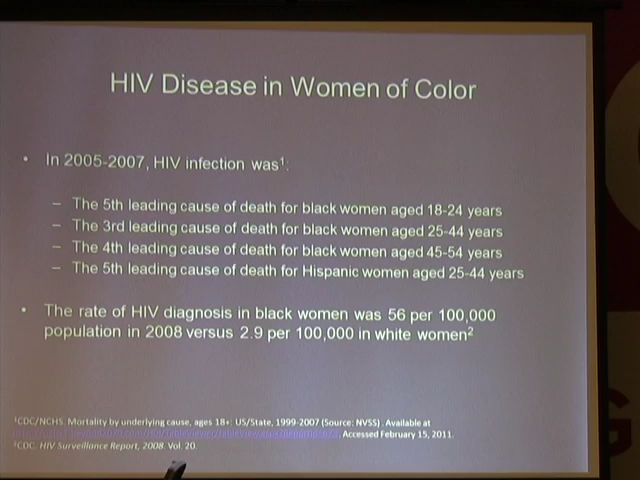 HIV Disease in Women of Color
• In 2005-2007, HIV infection was¹:
– The 5th leading cause of death for black women aged 18-24 years
– The 3rd leading cause of death for black women aged 25-44 years
– The 4th leading cause of death for black women aged 45-54 years
– The 5th leading cause of death for Hispanic women aged 25-44 years
• The rate of HIV diagnosis in black women was 56 per 100,000
population in 2008 versus 2.9 per 100,000 in white women²
¹CDC/NCHS. Mortality by underlying cause, ages 18+: US/State, 1999-2007 (Source: NVSS). Available at
Accessed February 15, 2011.
²CDC. HIV Surveillance Report, 2008. Vol. 20.
G